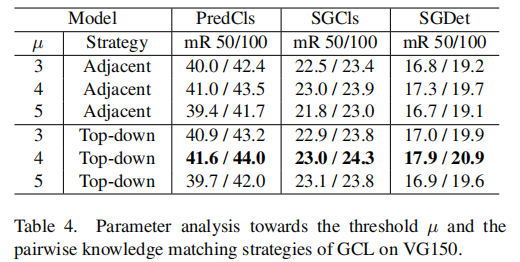 Model PredCls SGCls SGDet
μ Strategy mR 50/100 mR 50/100 mR 50/100
3 Adjacent 40.0 / 42.4 22.5 / 23.4 16.8 / 19.2
4 Adjacent 41.0 / 43.5 23.0 / 23.9 17.3 / 19.7
5 Adjacent 39.4 / 41.7 21.8 / 23.0 16.7 / 19.1
3 Top-down 40.9 / 43.2 22.9 / 23.8 17.0 / 19.9
4 Top-down 41.6 / 44.0 23.0 / 24.3 17.9 / 20.9
5 Top-down 39.7 / 42.0 23.1 / 23.8 16.9 / 19.6
Table 4. Parameter analysis towards the threshold μ and the
pairwise knowledge matching strategies of GCL on VG150.